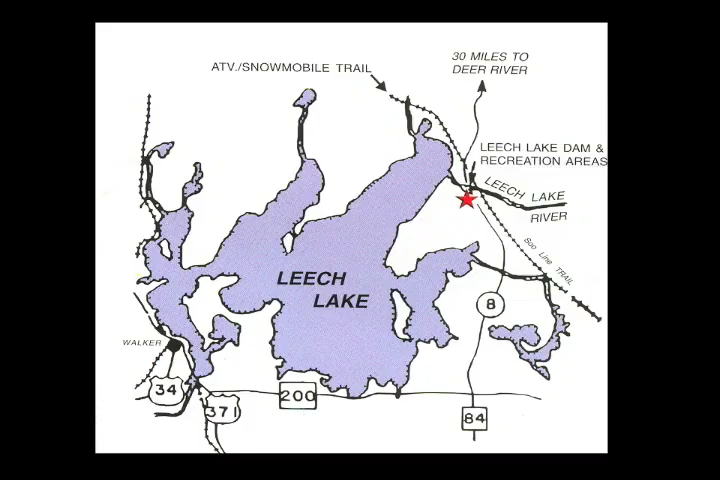 30 MILES TO
DEER RIVER
ATV./SNOWMOBILE TRAIL
LEECH LAKE DAM &
RECREATION AREAS
LEECH LAKE
RIVER
Soo Line TRAIL
LEECH
LAKE
8
WALKER
34
371
200
84